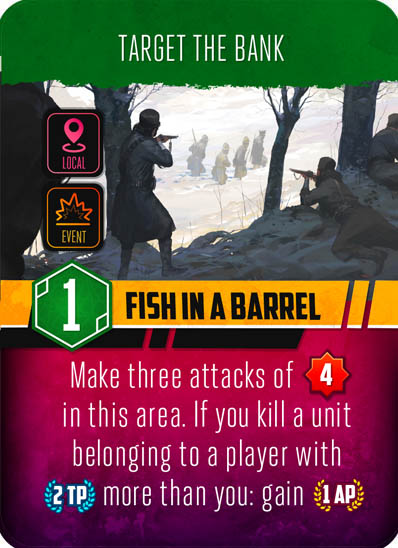 TARGET THE BANK
LOCAL
EVENT
1 FISH IN A BARREL
Make three attacks of 4
in this area. If you kill a unit
belonging to a player with
2 TP more than you: gain 1 AP